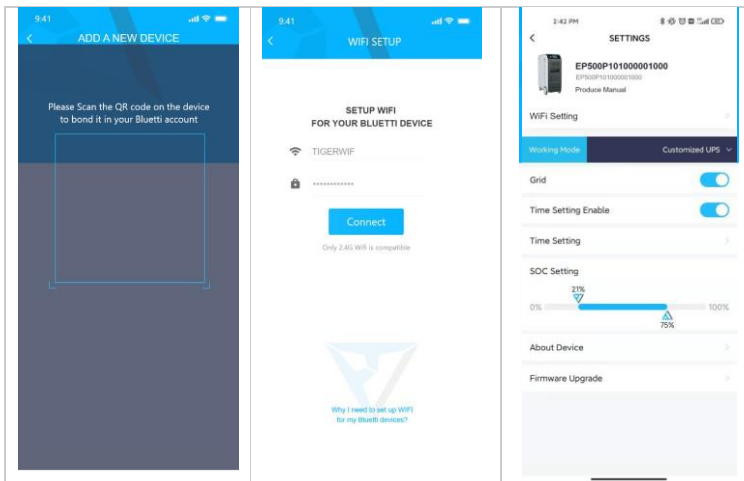 9:41
ADD A NEW DEVICE
Please Scan the QR code on the device
to bond it in your Bluetti account
9:41
WIFI SETUP
SETUP WIFI
FOR YOUR BLUETTI DEVICE
TIGERWIF
Connect
Only 2.4G Wifi is compatible
Why I need to set up WIFI
for my Bluetti devices?
2:42 PM
SETTINGS
EP500P101000001000
EP500P101000001000
Produce Manual
WiFi Setting
Working Mode Customized UPS
Grid
Time Setting Enable
Time Setting
SOC Setting
21%
0% 100%
75%
About Device
Firmware Upgrade